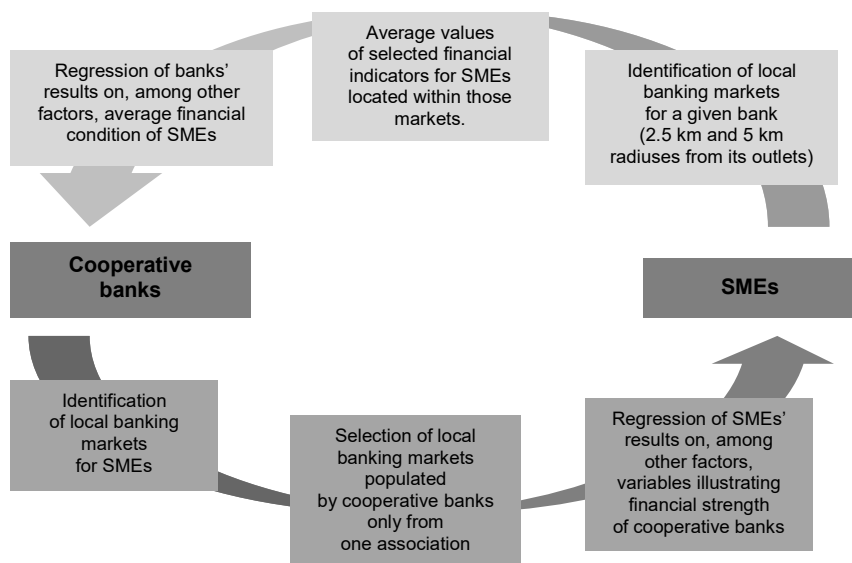 Average values
of selected financial
indicators for SMEs
located within those
markets.
Regression of banks’
results on, among other
factors, average financial
condition of SMEs
Identification of local
banking markets
for a given bank
(2.5 km and 5 km
radiuses from its outlets)
Cooperative
banks
SMEs
Identification
of local banking
markets
for SMEs
Selection of local
banking markets
populated
by cooperative banks
only from
one association
Regression of SMEs’
results on, among
other factors,
variables illustrating
financial strength
of cooperative banks